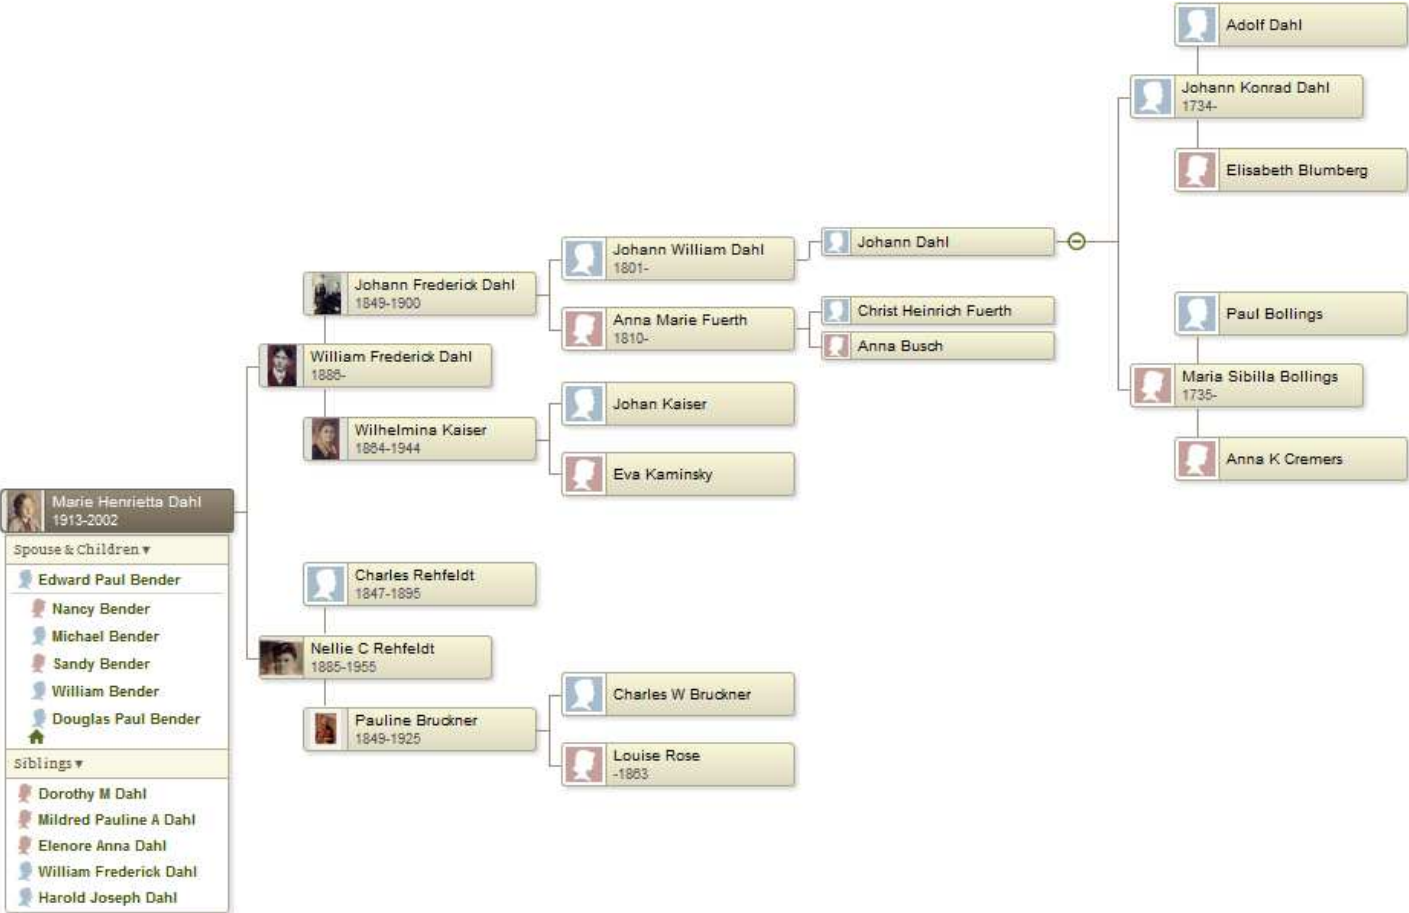 Adolf Dahl
Johann Konrad Dahl
1734-
Elisabeth Blumberg
Johann William Dahl
1801-
Johann Dahl
Johann Frederick Dahl
1849-1900
Christ Heinrich Fuerth
Anna Marie Fuerth
1810-
Anna Busch
Paul Bollings
William Frederick Dahl
1886-
Maria Sibilla Bollings
1735-
Johan Kaiser
Wilhelmina Kaiser
1864-1944
Eva Kaminsky
Anna K Cremers
Marie Henrietta Dahl
1913-2002
Spouse & Children ▾
Edward Paul Bender
Nancy Bender
Michael Bender
Sandy Bender
William Bender
Douglas Paul Bender
Siblings ▾
Dorothy M Dahl
Mildred Pauline A Dahl
Elenore Anna Dahl
William Frederick Dahl
Harold Joseph Dahl
Charles Rehfeldt
1847-1895
Nellie C Rehfeldt
1885-1955
Pauline Bruckner
1849-1925
Charles W Bruckner
Louise Rose
-1863